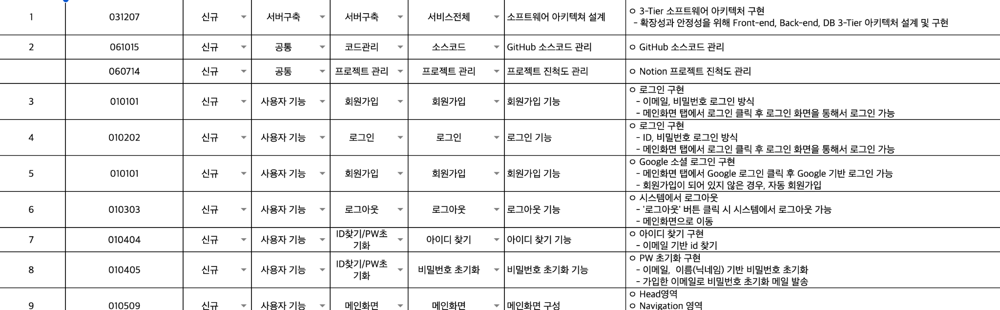 1 031207 신규 서버구축 서버구축 서비스전체 소프트웨어 아키텍쳐 설계 ㅇ 3-Tier 소프트웨어 아키텍처 구현
- 확장성과 안정성을 위해 Front-end, Back-end, DB 3-Tier 아키텍처 설계 및 구현
2 061015 신규 공통 코드관리 소스코드 GitHub 소스코드 관리 ㅇ GitHub 소스코드 관리
060714 신규 공통 프로젝트 관리 프로젝트 관리 프로젝트 진척도 관리 ㅇ Notion 프로젝트 진척도 관리
3 010101 신규 사용자 기능 회원가입 회원가입 회원가입 기능 ㅇ 로그인 구현
- 이메일, 비밀번호 로그인 방식
- 메인화면 탭에서 로그인 클릭 후 로그인 화면을 통해서 로그인 가능
4 010202 신규 사용자 기능 로그인 로그인 로그인 기능 ㅇ 로그인 구현
- ID, 비밀번호 로그인 방식
- 메인화면 탭에서 로그인 클릭 후 로그인 화면을 통해서 로그인 가능
5 010101 신규 사용자 기능 회원가입 회원가입 회원가입 기능 ㅇ Google 소셜 로그인 구현
- 메인화면 탭에서 Google 로그인 클릭 후 Google 기반 로그인 가능
- 회원가입이 되어 있지 않은 경우, 자동 회원가입
6 010303 신규 사용자 기능 로그아웃 로그아웃 로그아웃 기능 ㅇ 시스템에서 로그아웃
- '로그아웃' 버튼 클릭 시 시스템에서 로그아웃 가능
- 메인화면으로 이동
7 010404 신규 사용자 기능 ID찾기/PW초기화 아이디 찾기 아이디 찾기 기능 ㅇ 아이디 찾기 구현
- 이메일 기반 id 찾기
8 010405 신규 사용자 기능 ID찾기/PW초기화 비밀번호 초기화 비밀번호 초기화 기능 ㅇ PW 초기화 구현
- 이메일, 이름(닉네임) 기반 비밀번호 초기화
- 가입한 이메일로 비밀번호 초기화 메일 발송
9 010509 신규 사용자 기능 메인화면 메인화면 메인화면 구성 ㅇ Head영역
ㅇ Navigation 영역